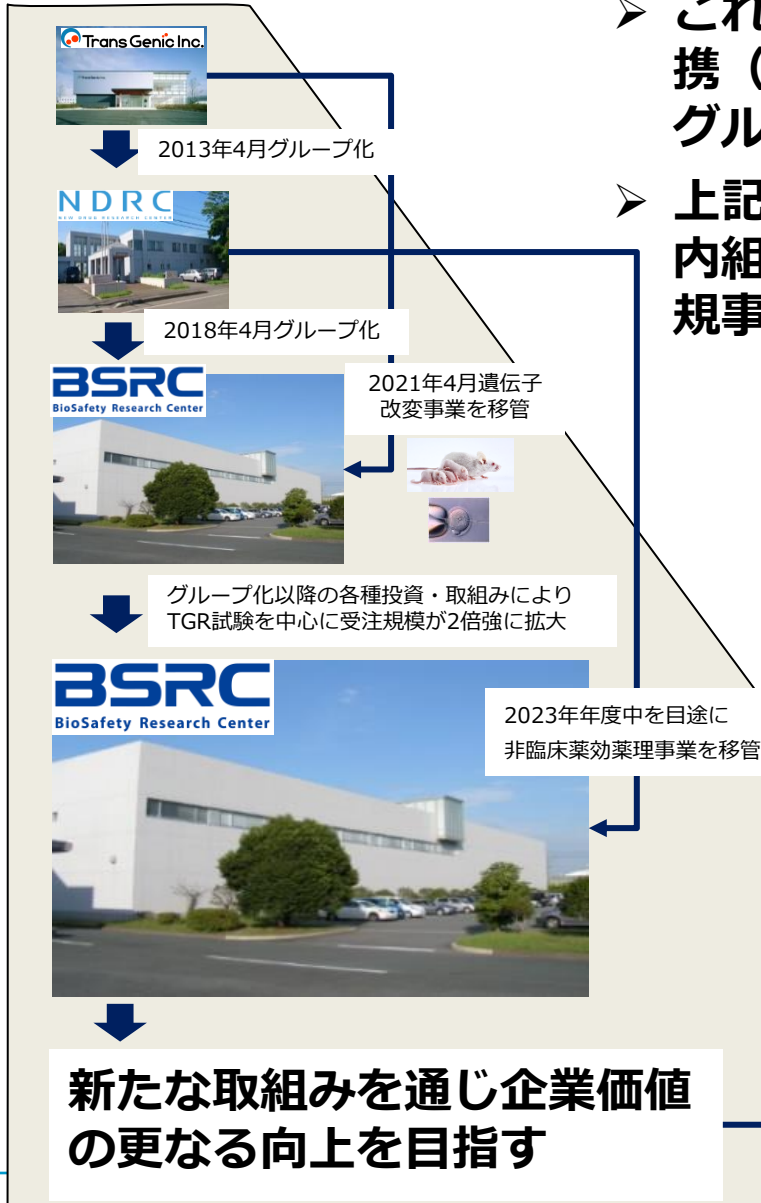 Trans Genic Inc.
2013年4月グループ化
NDRC
NEW DRUG RESEARCH CENTER
2018年4月グループ化
BSRC
BioSafety Research Center
2021年4月遺伝子
改変事業を移管
グループ化以降の各種投資・取組みにより
TGR試験を中心に受注規模が2倍強に拡大
BSRC
BioSafety Research Center
2023年年度中を目途に
非臨床薬効薬理事業を移管
新たな取組みを通じ企業価値
の更なる向上を目指す
➢ これ
携（
グル
➢ 上記
内組
規事